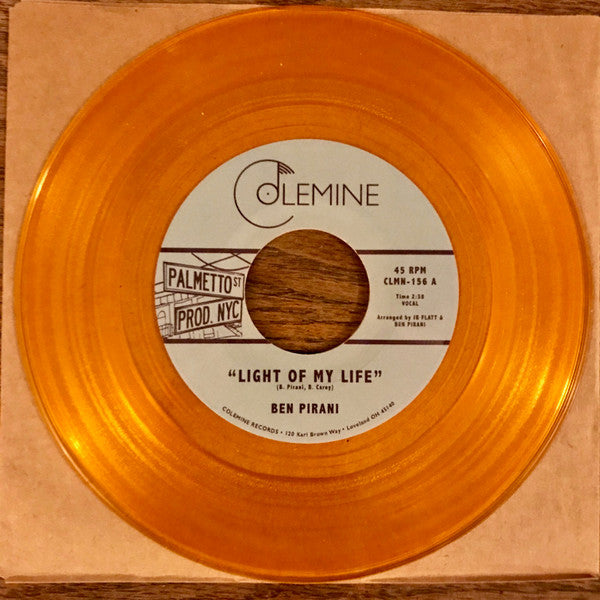 COLEMINE
PALMETTO ST
PROD. NYC
45 RPM
CLMN-156 A
Time 2:38
VOCAL
Arranged by JB FLATT &
BEN PIRANI
"LIGHT OF MY LIFE"
(B. Pirani, B. Carey)
BEN PIRANI
COLEMINE RECORDS • 120 Karl Brown Way • Loveland OH 45140